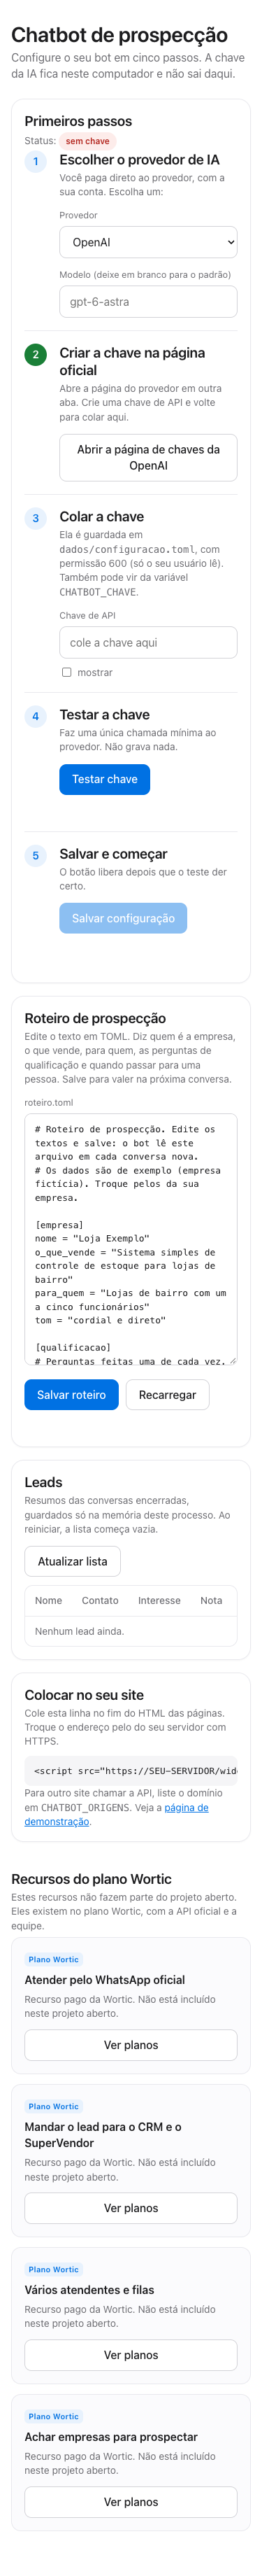 Chatbot de prospecção
Configure o seu bot em cinco passos. A chave
da IA fica neste computador e não sai daqui.
Primeiros passos
Status: sem chave
1
Escolher o provedor de IA
Você paga direto ao provedor, com a
sua conta. Escolha um:
Provedor
OpenAI
Modelo (deixe em branco para o padrão)
gpt-6-astra
2
Criar a chave na página
oficial
Abre a página do provedor em outra
aba. Crie uma chave de API e volte
para colar aqui.
Abrir a página de chaves da
OpenAI
3
Colar a chave
Ela é guardada em
dados/configuracao.toml, com
permissão 600 (só o seu usuário lê).
Também pode vir da variável
CHATBOT_CHAVE.
Chave de API
cole a chave aqui
mostrar
4
Testar a chave
Faz uma única chamada mínima ao
provedor. Não grava nada.
Testar chave
5
Salvar e começar
O botão libera depois que o teste der
certo.
Salvar configuração
Roteiro de prospecção
Edite o texto em TOML. Diz quem é a empresa,
o que vende, para quem, as perguntas de
qualificação e quando passar para uma
pessoa. Salve para valer na próxima conversa.
roteiro.toml
# Roteiro de prospecção. Edite os
textos e salve: o bot lê este
arquivo em cada conversa nova.
# Os dados são de exemplo (empresa
fictícia). Troque pelos da sua
empresa.
[empresa]
nome = "Loja Exemplo"
o_que_vende = "Sistema simples de
controle de estoque para lojas de
bairro"
para_quem = "Lojas de bairro com um
a cinco funcionários"
tom = "cordial e direto"
[qualificacao]
# Perguntas feitas uma de cada vez.
Salvar roteiro
Recarregar
Leads
Resumos das conversas encerradas,
guardados só na memória deste processo. Ao
reiniciar, a lista começa vazia.
Atualizar lista
Nome Contato Interesse Nota
Nenhum lead ainda.
Colocar no seu site
Cole esta linha no fim do HTML das páginas.
Troque o endereço pelo do seu servidor com
HTTPS.
<script src="https://SEU-SERVIDOR/wid
Para outro site chamar a API, liste o domínio
em CHATBOT_ORIGENS. Veja a página de
demonstração.
Recursos do plano Wortic
Estes recursos não fazem parte do projeto aberto.
Eles existem no plano Wortic, com a API oficial e a
equipe.
Plano Wortic
Atender pelo WhatsApp oficial
Recurso pago da Wortic. Não está incluído
neste projeto aberto.
Ver planos
Plano Wortic
Mandar o lead para o CRM e o
SuperVendor
Recurso pago da Wortic. Não está incluído
neste projeto aberto.
Ver planos
Plano Wortic
Vários atendentes e filas
Recurso pago da Wortic. Não está incluído
neste projeto aberto.
Ver planos
Plano Wortic
Achar empresas para prospectar
Recurso pago da Wortic. Não está incluído
neste projeto aberto.
Ver planos